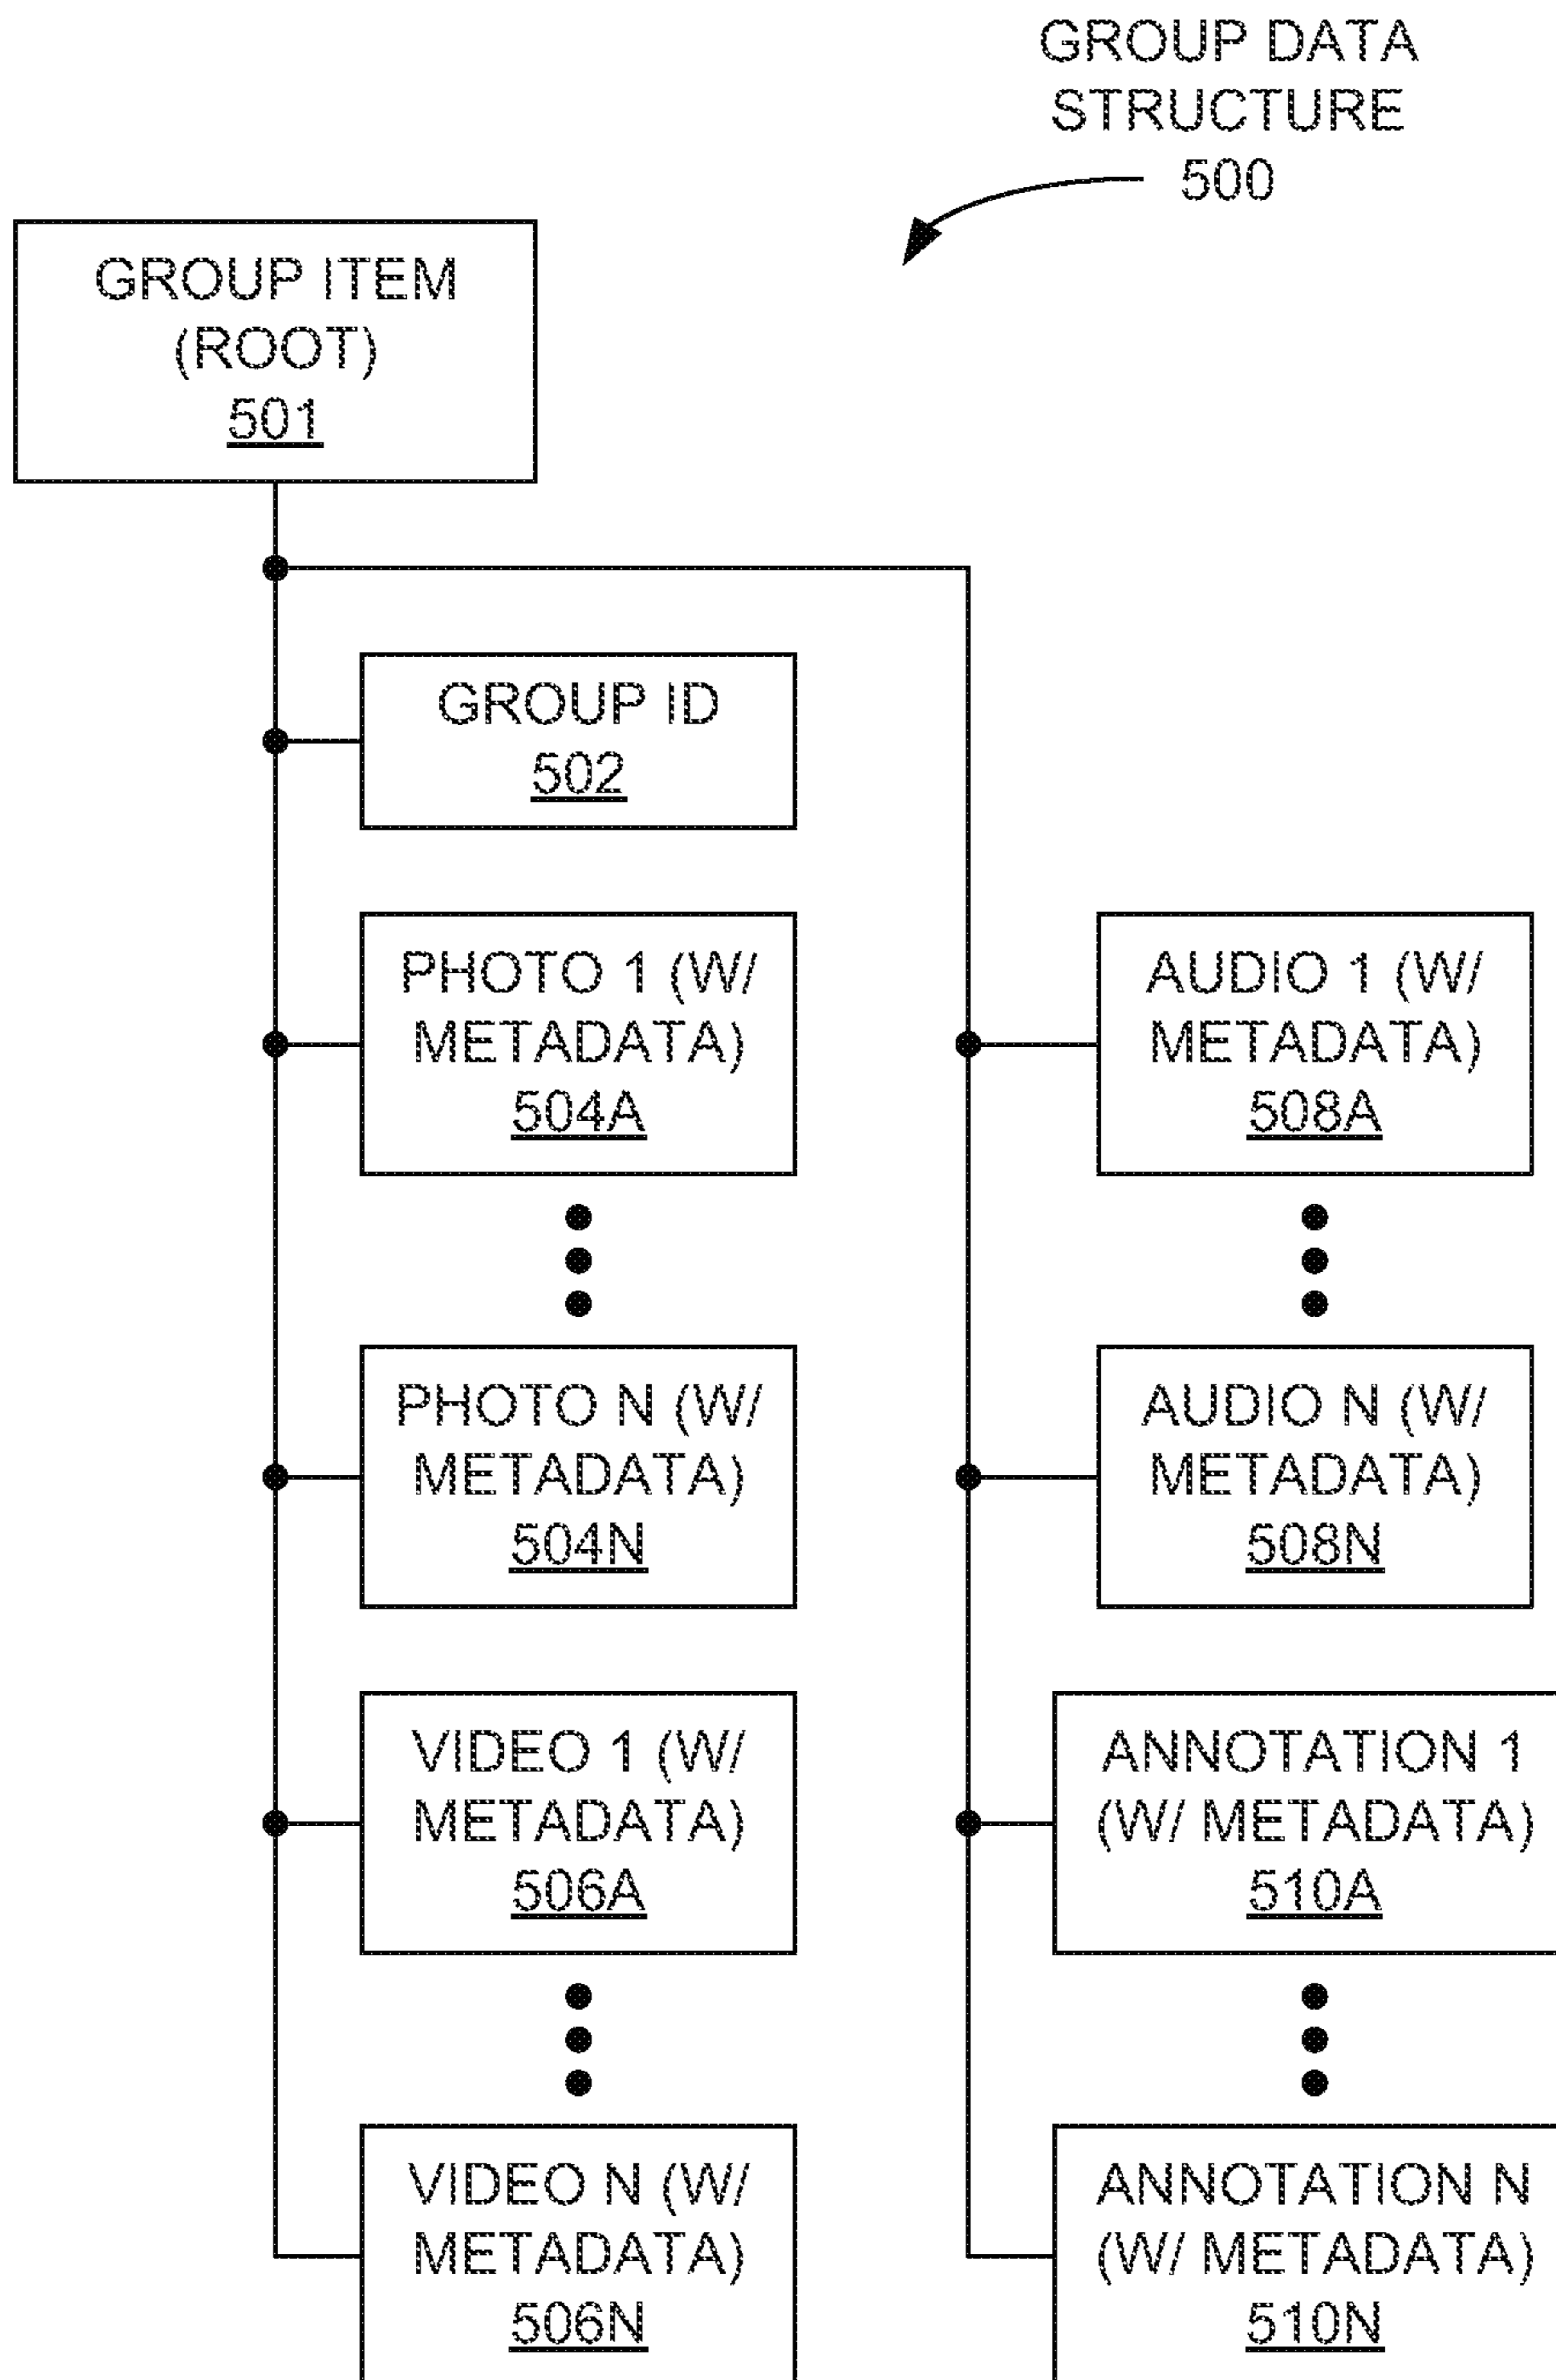 GROUP DATA
STRUCTURE
500
GROUP ITEM
(ROOT)
501
GROUP ID
502
PHOTO 1 (W/
METADATA)
504A
PHOTO N (W/
METADATA)
504N
VIDEO 1 (W/
METADATA)
506A
VIDEO N (W/
METADATA)
506N
AUDIO 1 (W/
METADATA)
508A
AUDIO N (W/
METADATA)
508N
ANNOTATION 1
(W/ METADATA)
510A
ANNOTATION N
(W/ METADATA)
510N